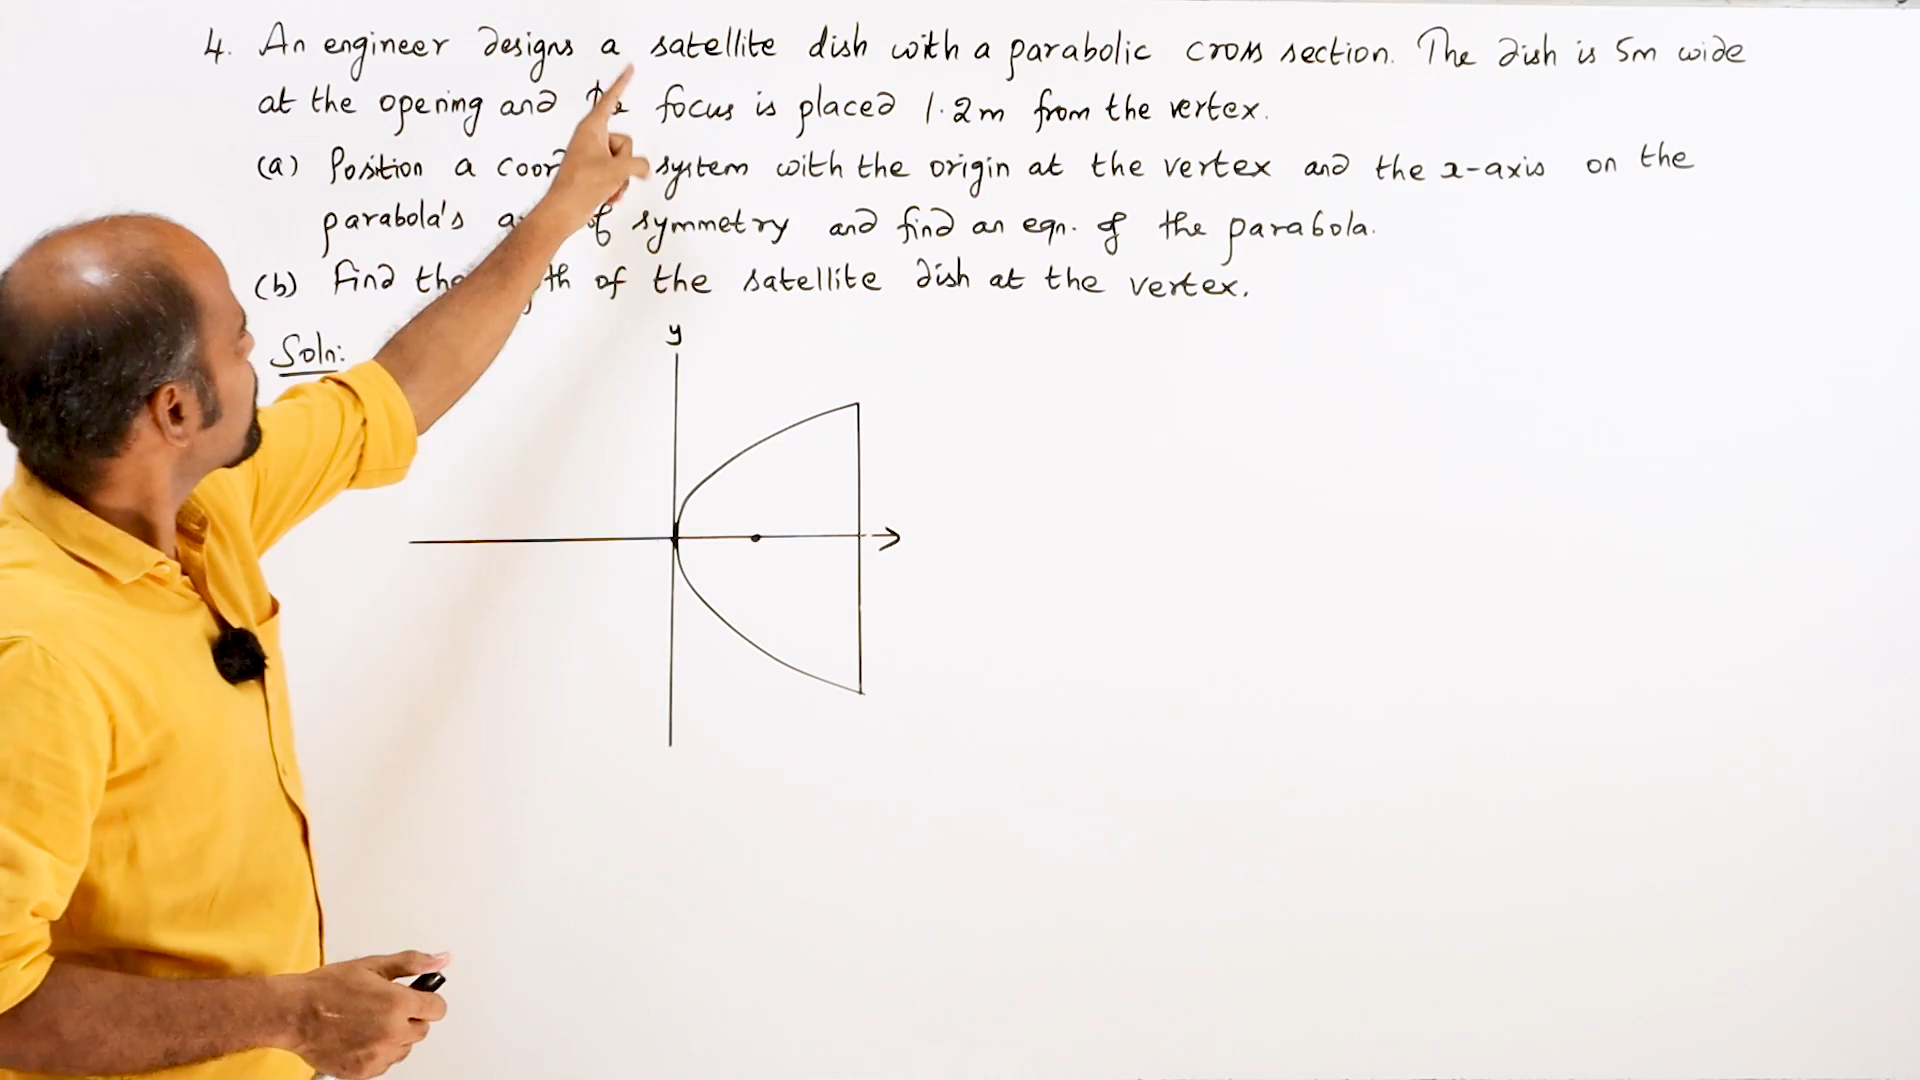 4. An engineer designs a satellite dish with a parabolic cross section. The dish is 5m wide
at the opening and the focus is placed 1.2m from the vertex.
(a) Position a system with the origin at the vertex and the x-axis on the
parabola's of symmetry and find an eqn. of the parabola.
(b) Find the of the satellite dish at the vertex.
Soln:
y